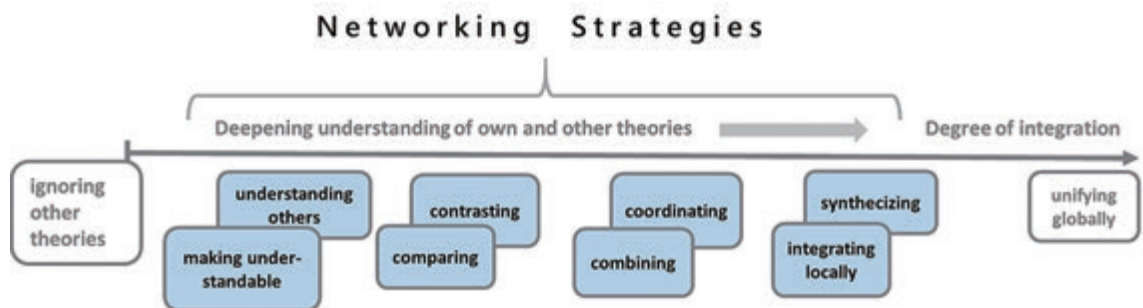 Networking Strategies
Deepening understanding of own and other theories
Degree of integration
ignoring
other
theories
understanding
others
making under-
standable
contrasting
comparing
coordinating
combining
synthecizing
integrating
locally
unifying
globally